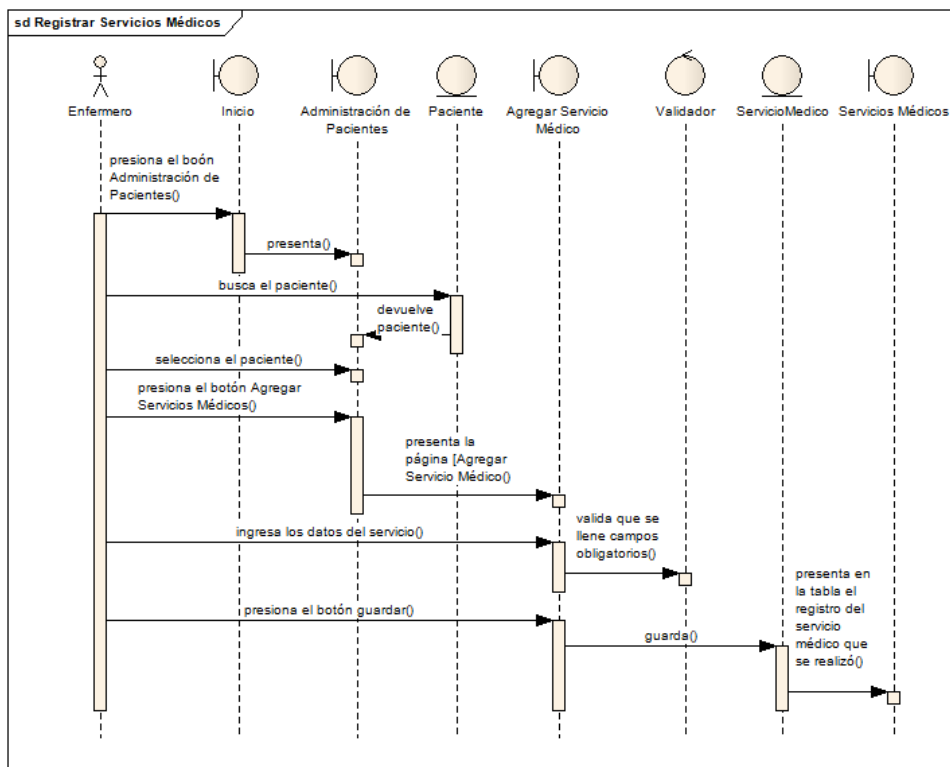 sd Registrar Servicios Médicos
Enfermero
Inicio
Administración de
Pacientes
Paciente
Agregar Servicio
Médico
Validador
ServicioMedico
Servicios Médicos
presiona el boón
Administración de
Pacientes()
presenta()
busca el paciente()
devuelve
paciente()
selecciona el paciente()
presiona el botón Agregar
Servicios Médicos()
presenta la
página [Agregar
Servicio Médico()
ingresa los datos del servicio()
valida que se
llene campos
obligatorios()
presiona el botón guardar()
guarda()
presenta en
la tabla el
registro del
servicio
médico que
se realizó()